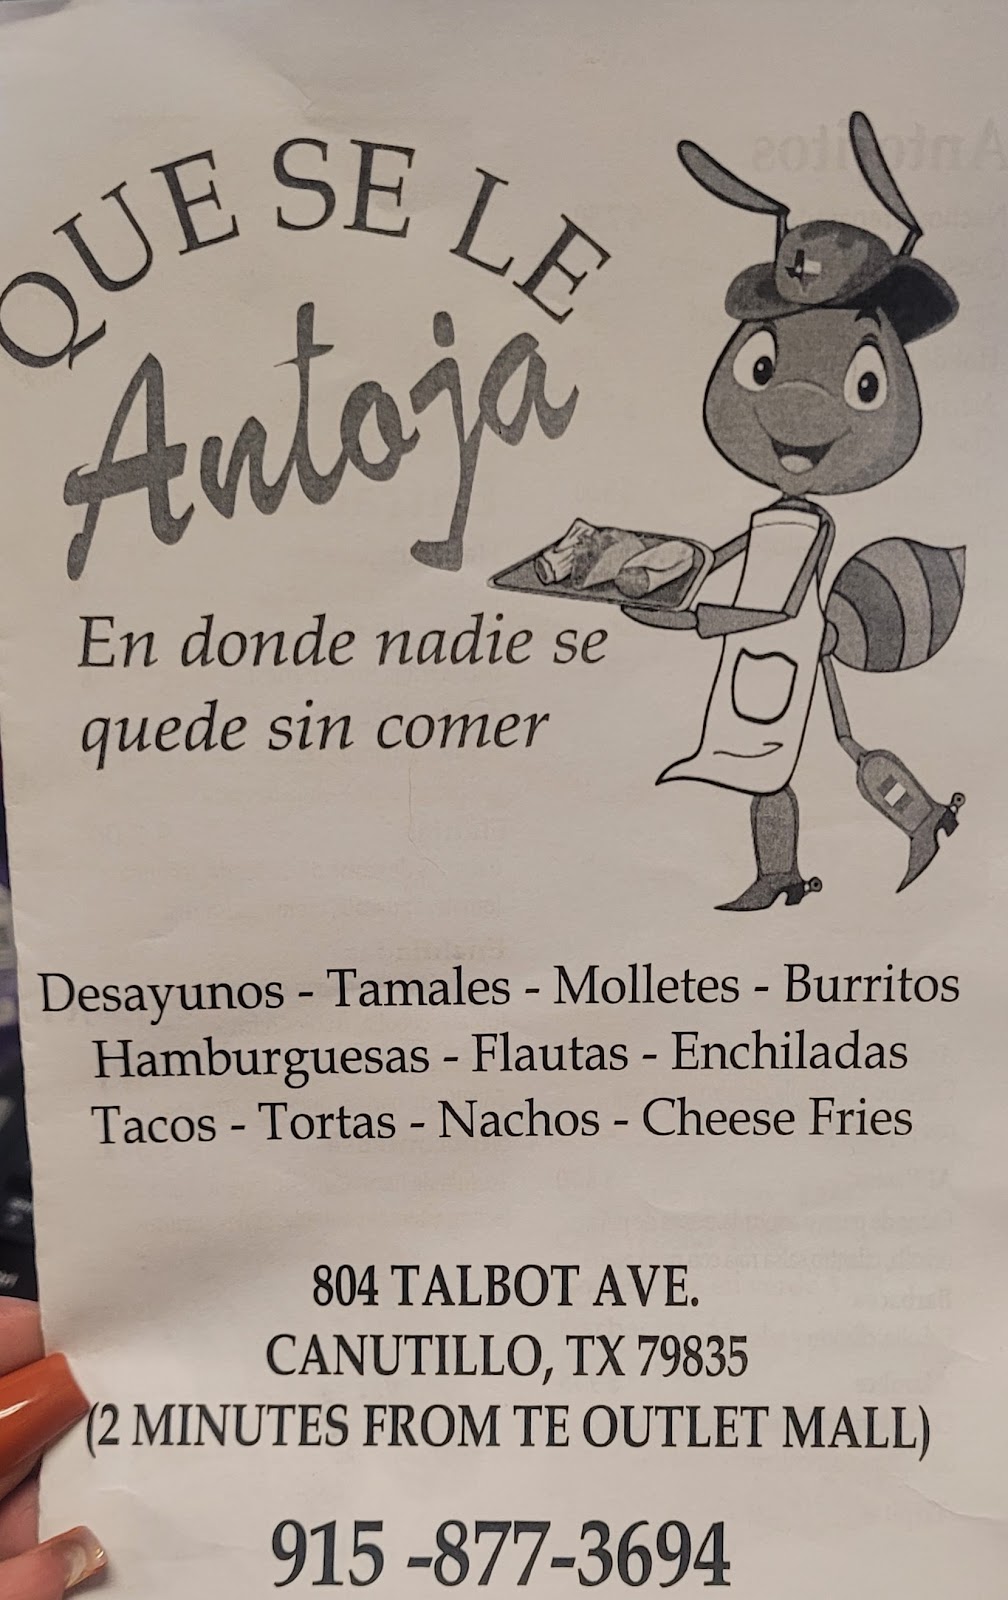 QUE SE LE
Antoja
En donde nadie se
quede sin comer
Desayunos - Tamales - Molletes - Burritos
Hamburguesas - Flautas - Enchiladas
Tacos - Tortas - Nachos - Cheese Fries
804 TALBOT AVE.
CANUTILLO, TX 79835
(2 MINUTES FROM TE OUTLET MALL)
915 -877-3694